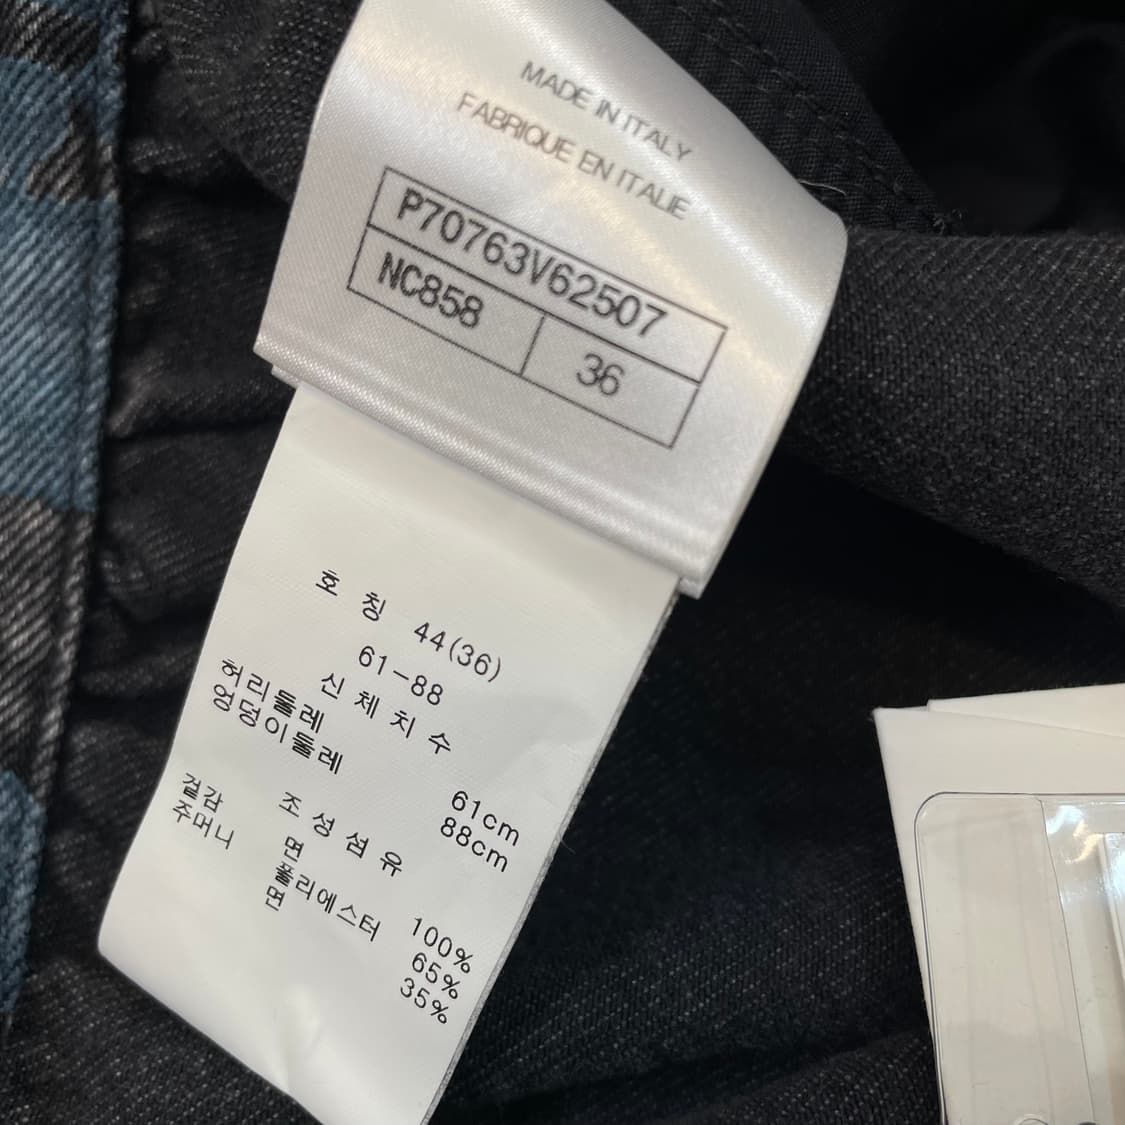 MADE IN ITALY
FABRIQUE EN ITALIE
P70763V62507
NC858 36
호 칭 44(36)
61-88
신 체 치 수
허리둘레 61cm
엉덩이둘레 88cm
조 성 섬 유
겉감 면 100%
주머니 폴리에스터 65%
면 35%